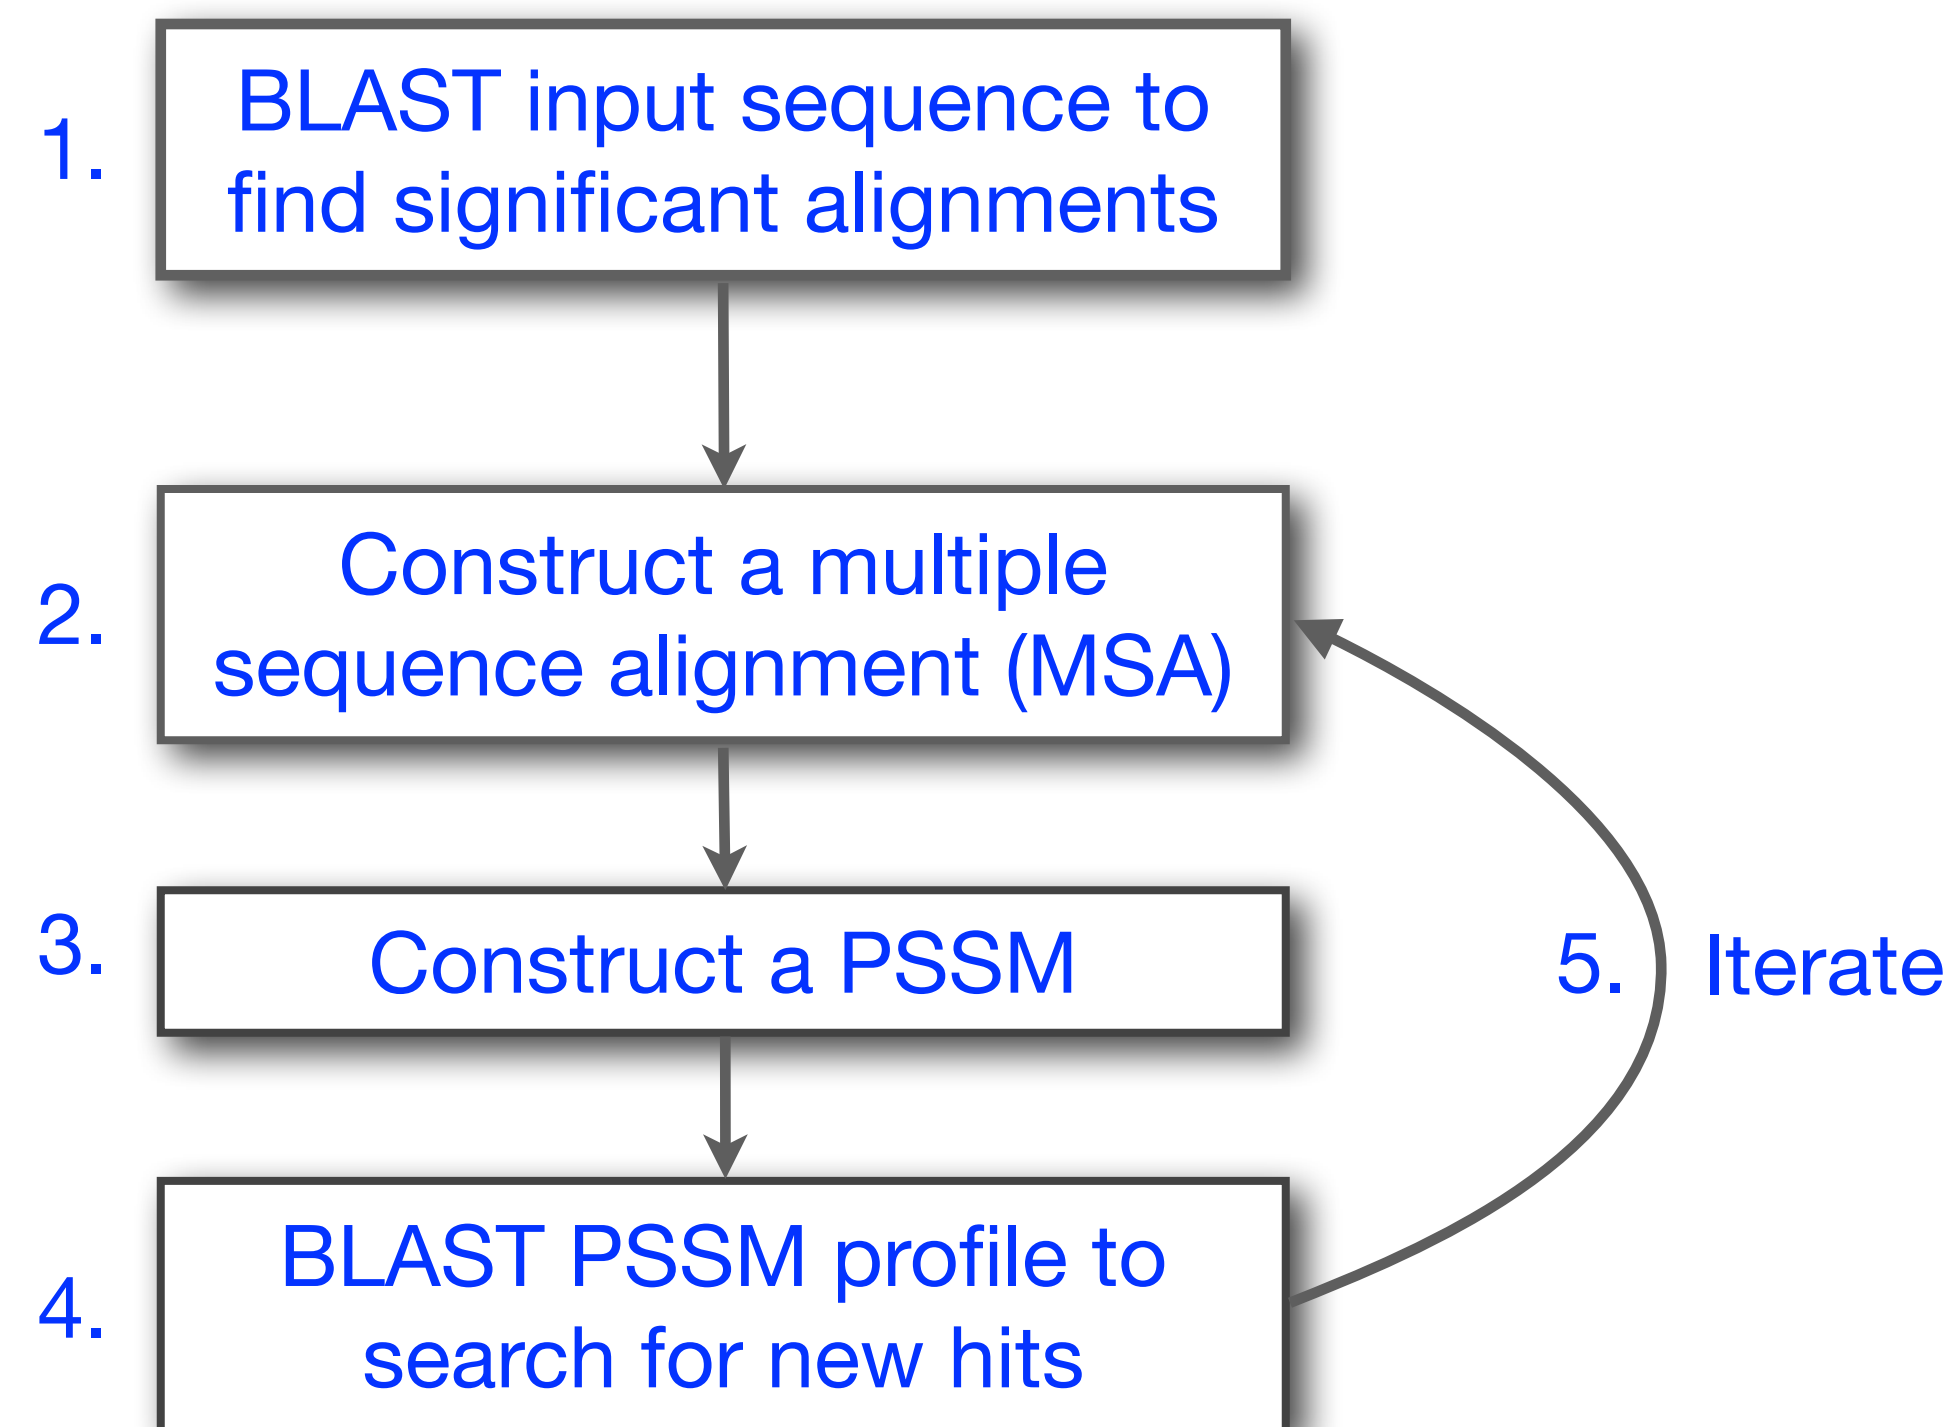 1.
BLAST input sequence to
find significant alignments
2.
Construct a multiple
sequence alignment (MSA)
3.
Construct a PSSM
5. Iterate
4.
BLAST PSSM profile to
search for new hits